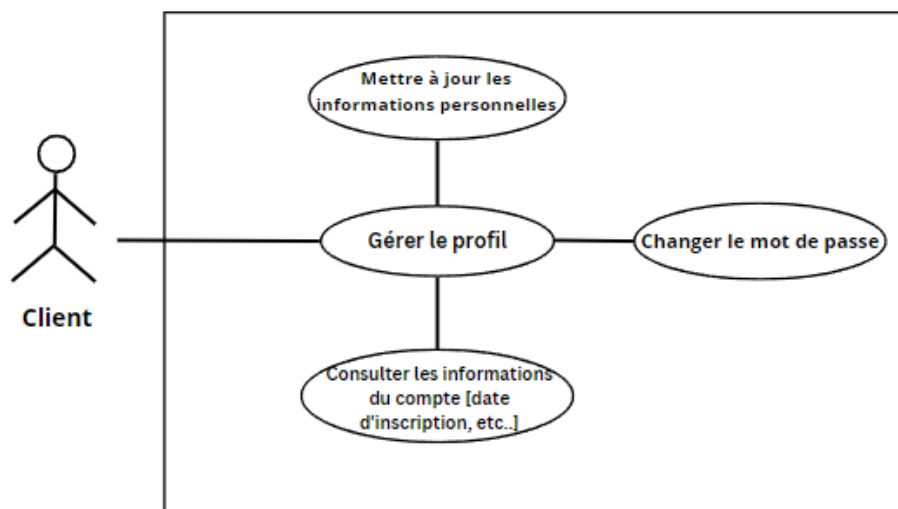 Mettre à jour les
informations personnelles
Gérer le profil
Changer le mot de passe
Client
Consulter les informations
du compte [date
d'inscription, etc..]